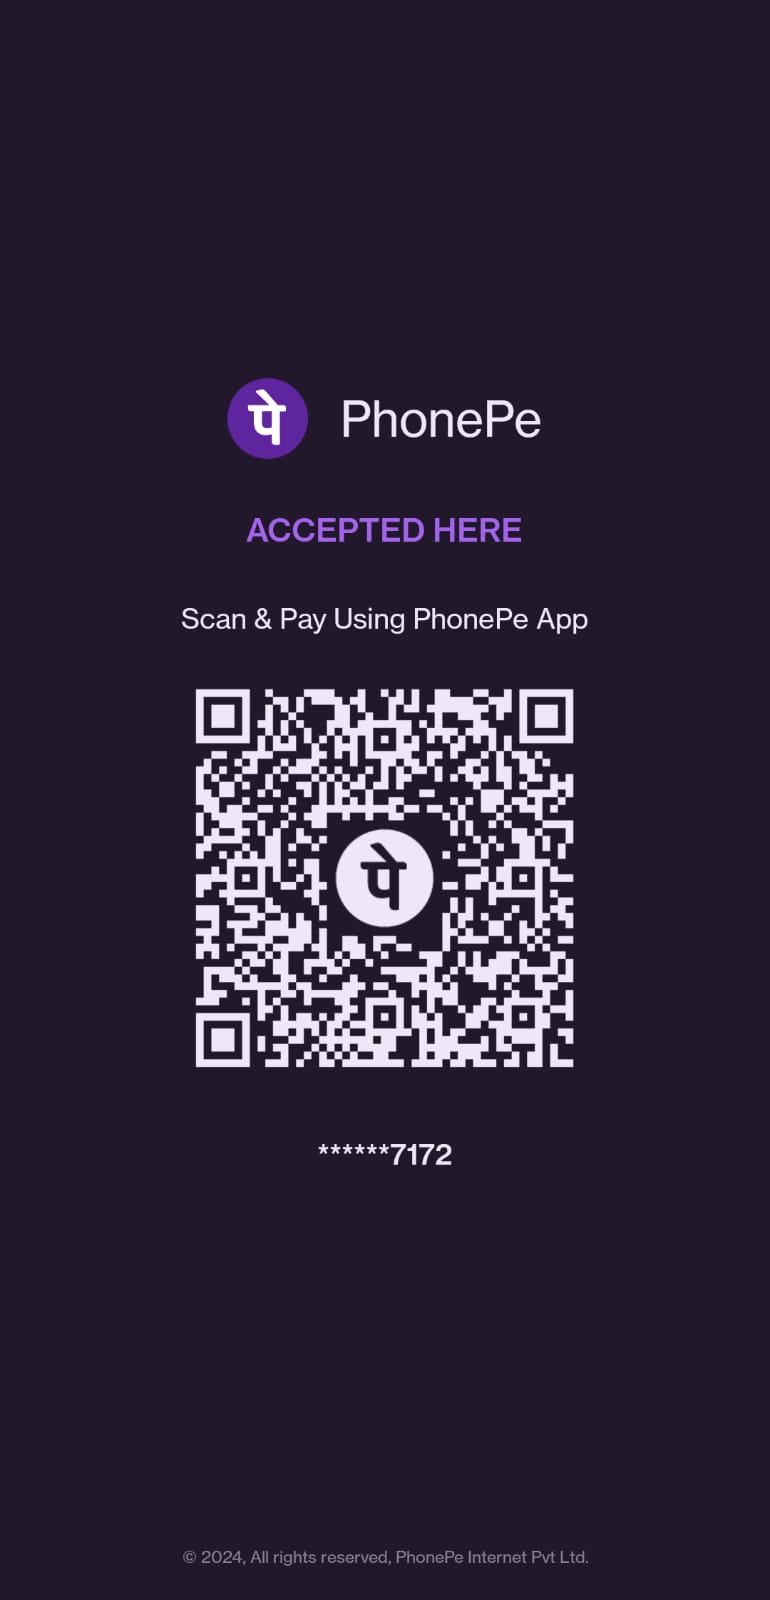 पे PhonePe
ACCEPTED HERE
Scan & Pay Using PhonePe App
पे
******7172
© 2024, All rights reserved, PhonePe Internet Pvt Ltd.